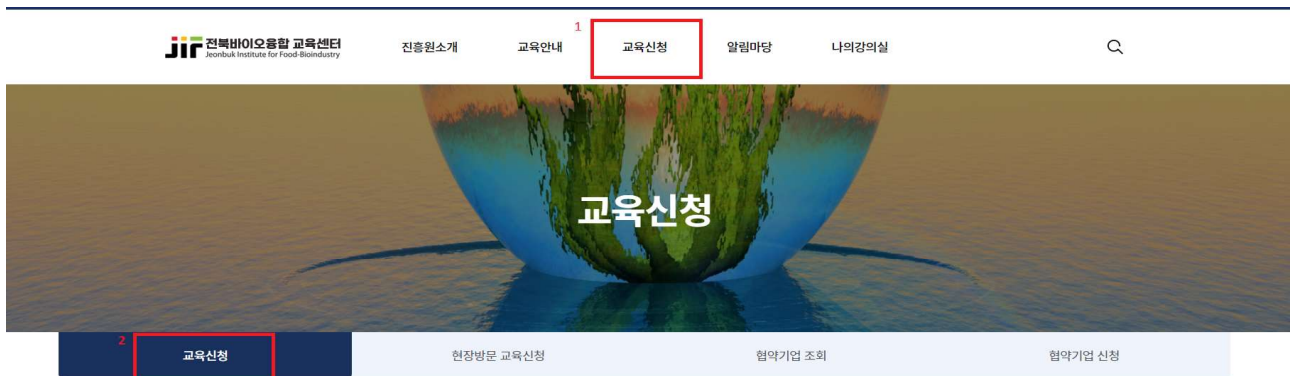 1
JIF 전북바이오융합 교육센터
Jeonbuk Institute for Food-Bioindustry
진흥원소개 교육안내 교육신청 알림마당 나의강의실
교육신청
2
교육신청 현장방문 교육신청 협약기업 조회 협약기업 신청